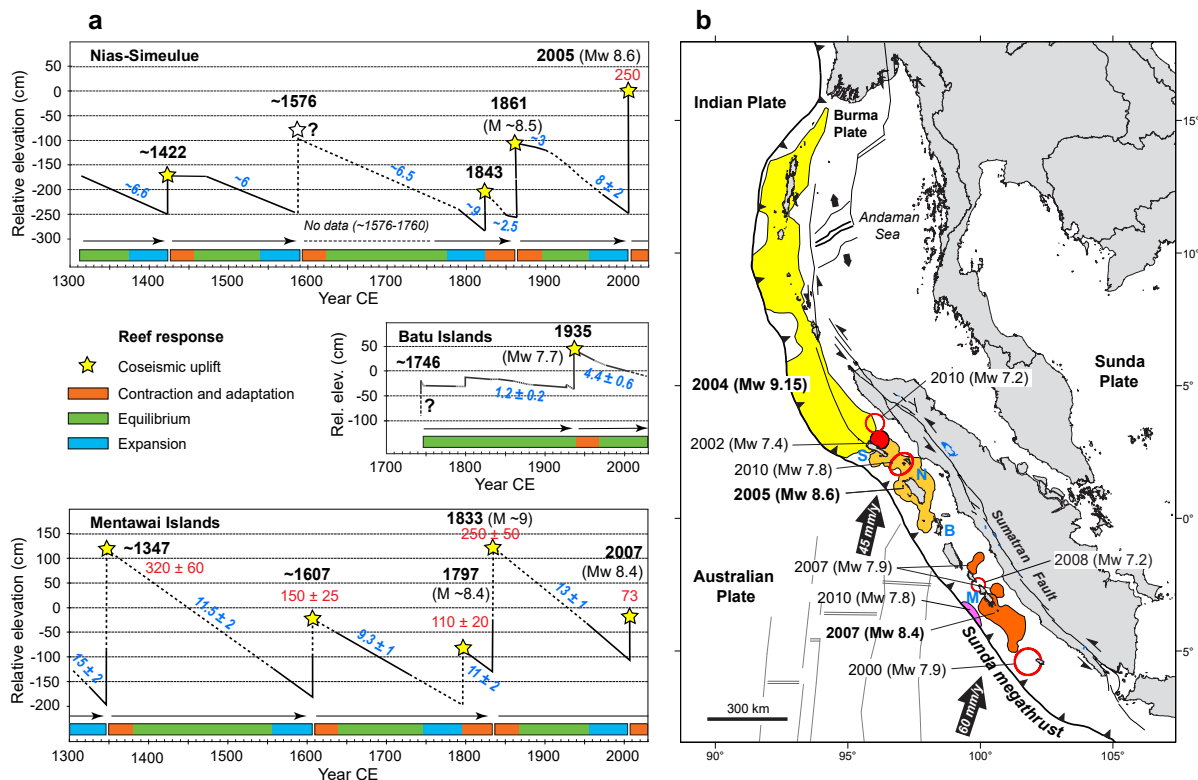 a
Nias-Simeulue
2005 (Mw 8.6)
250
~1576
?
1861
(M ~8.5)
~1422
1843
~6.6
~6
~6.5
~9
~2.5
~3
8 ± 2
No data (~1576-1760)
Relative elevation (cm)
50
0
-50
-100
-150
-200
-250
-300
1300 1400 1500 1600 1700 1800 1900 2000
Year CE
Reef response
Coseismic uplift
Contraction and adaptation
Equilibrium
Expansion
Batu Islands
1935
(Mw 7.7)
~1746
?
1.2 ± 0.2
4.4 ± 0.6
Rel. elev. (cm)
50
0
-50
-100
1700 1800 1900 2000
Year CE
Mentawai Islands
1833 (M ~9)
250 ± 50
~1347
320 ± 60
~1607
150 ± 25
1797
(M ~8.4)
110 ± 20
2007
(Mw 8.4)
73
15 ± 2
11.5 ± 2
9.3 ± 1
11 ± 2
13 ± 1
Relative elevation (cm)
150
100
50
0
-50
-100
-150
-200
1300 1400 1500 1600 1700 1800 1900 2000
Year CE
b
Indian Plate
Burma
Plate
Andaman
Sea
Sunda
Plate
2004 (Mw 9.15)
2010 (Mw 7.2)
2002 (Mw 7.4)
S
2010 (Mw 7.8)
N
2005 (Mw 8.6)
45 mm/y
B
Sumatran Fault
Australian
Plate
2007 (Mw 7.9)
2008 (Mw 7.2)
M
2010 (Mw 7.8)
2007 (Mw 8.4)
2000 (Mw 7.9)
Sunda megathrust
60 mm/y
300 km
15°
10°
5°
0°
5°
90° 95° 100° 105°